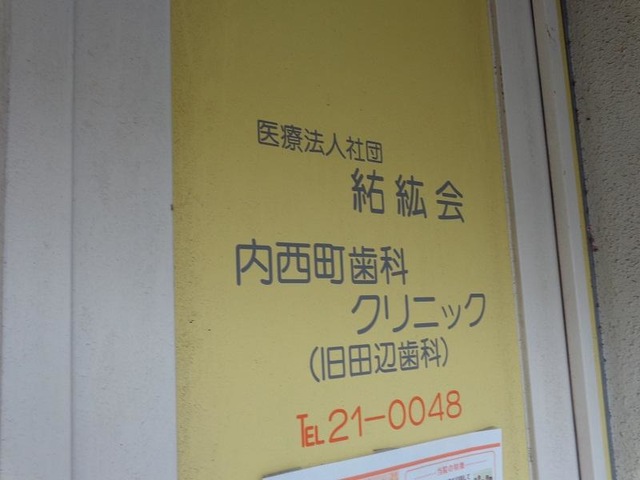 医療法人社団
祐紘会
内西町歯科
クリニック
(旧田辺歯科)
TEL 21-0048